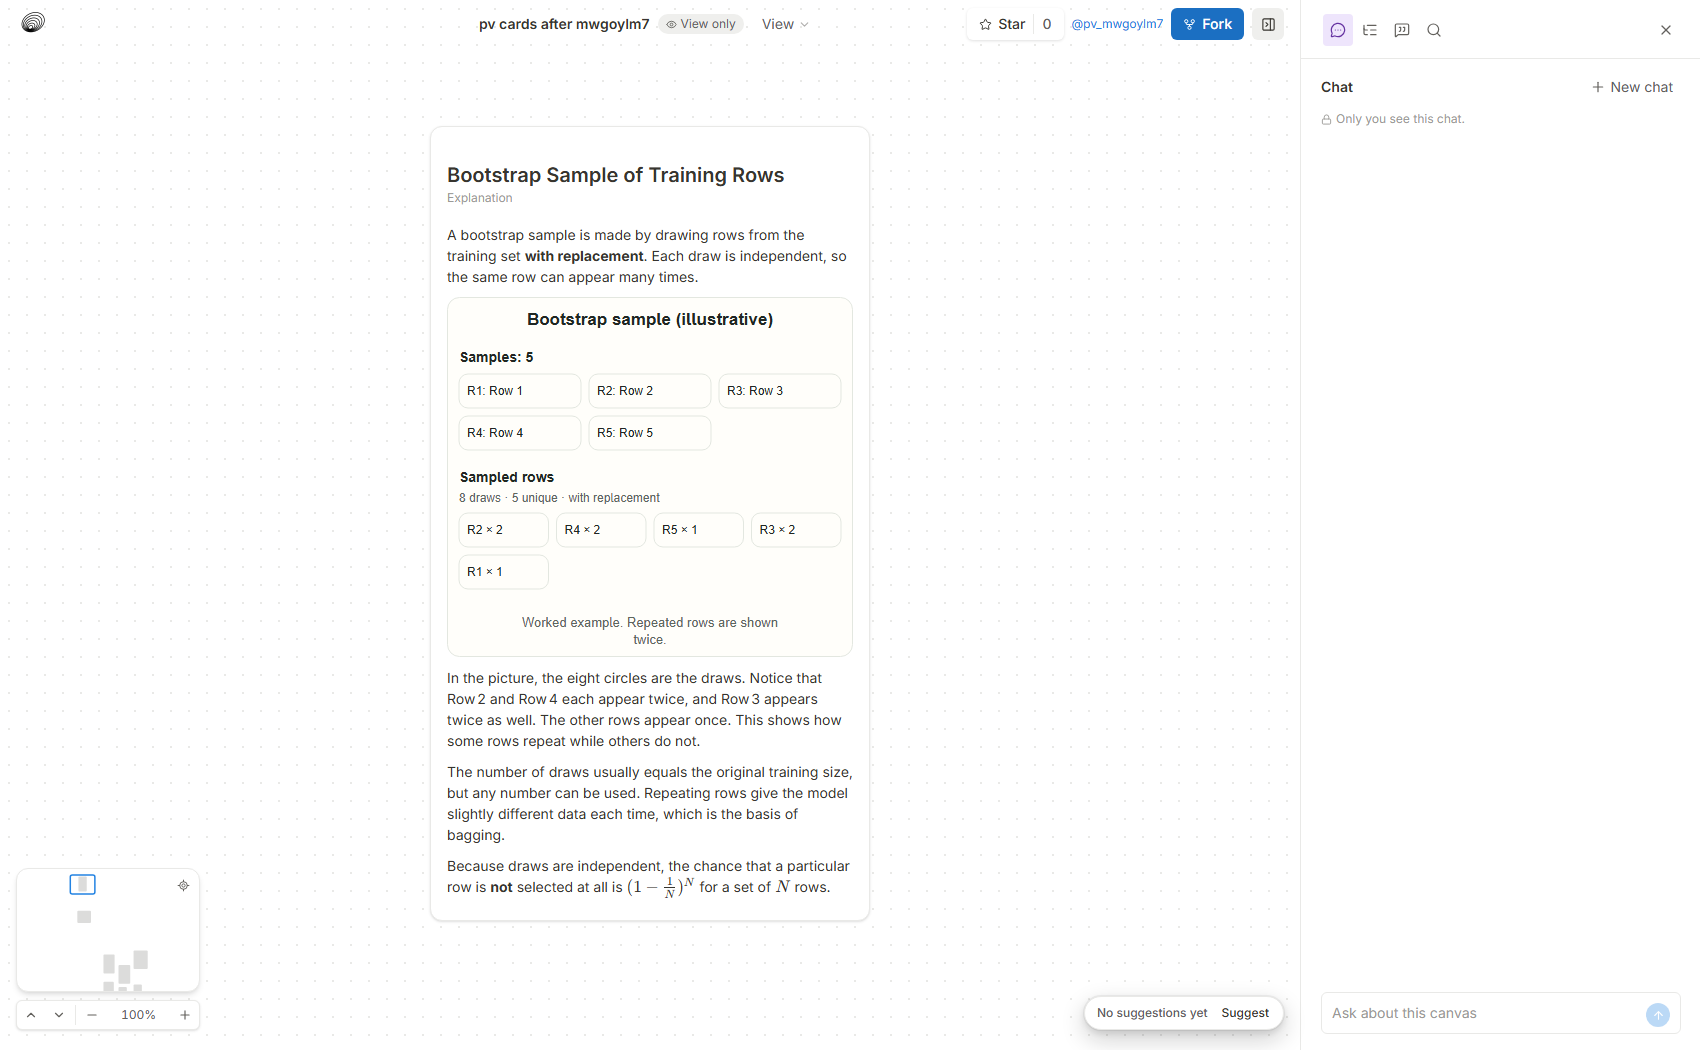 pv cards after mwgoylm7
View only
View
Star
0
@pv_mwgoylm7
Fork
Chat
New chat
Only you see this chat.
Bootstrap Sample of Training Rows
Explanation
A bootstrap sample is made by drawing rows from the
training set with replacement. Each draw is independent, so
the same row can appear many times.
Bootstrap sample (illustrative)
Samples: 5
R1: Row 1
R2: Row 2
R3: Row 3
R4: Row 4
R5: Row 5
Sampled rows
8 draws · 5 unique · with replacement
R2 × 2
R4 × 2
R5 × 1
R3 × 2
R1 × 1
Worked example. Repeated rows are shown
twice.
In the picture, the eight circles are the draws. Notice that
Row 2 and Row 4 each appear twice, and Row 3 appears
twice as well. The other rows appear once. This shows how
some rows repeat while others do not.
The number of draws usually equals the original training size,
but any number can be used. Repeating rows give the model
slightly different data each time, which is the basis of
bagging.
Because draws are independent, the chance that a particular
row is not selected at all is (1 − 1/N)^N for a set of N rows.
100%
No suggestions yet
Suggest
Ask about this canvas